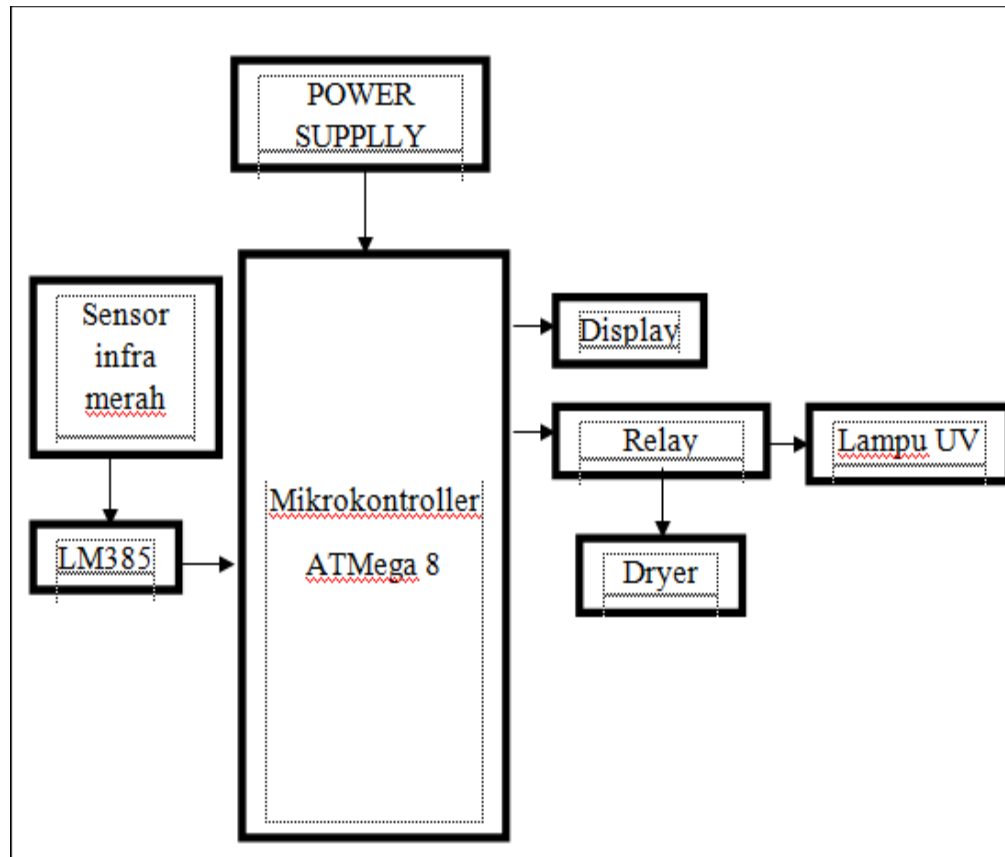 POWER
SUPPLLY
Sensor
infra
merah
LM385
Mikrokontroller
ATMega 8
Display
Relay
Lampu UV
Dryer